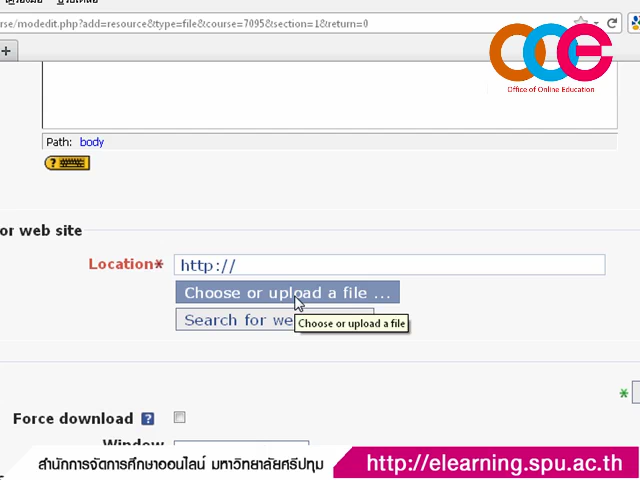 rse/modedit.php?add=resource&type=file&course=7095&section=1&return=0
Office of Online Education
Path: body
?
or web site
Location*
http://
Choose or upload a file ...
Search for we
Choose or upload a file
*
Force download ?
Window
สำนักการจัดการศึกษาออนไลน์ มหาวิทยาลัยศรีปทุม
http://elearning.spu.ac.th